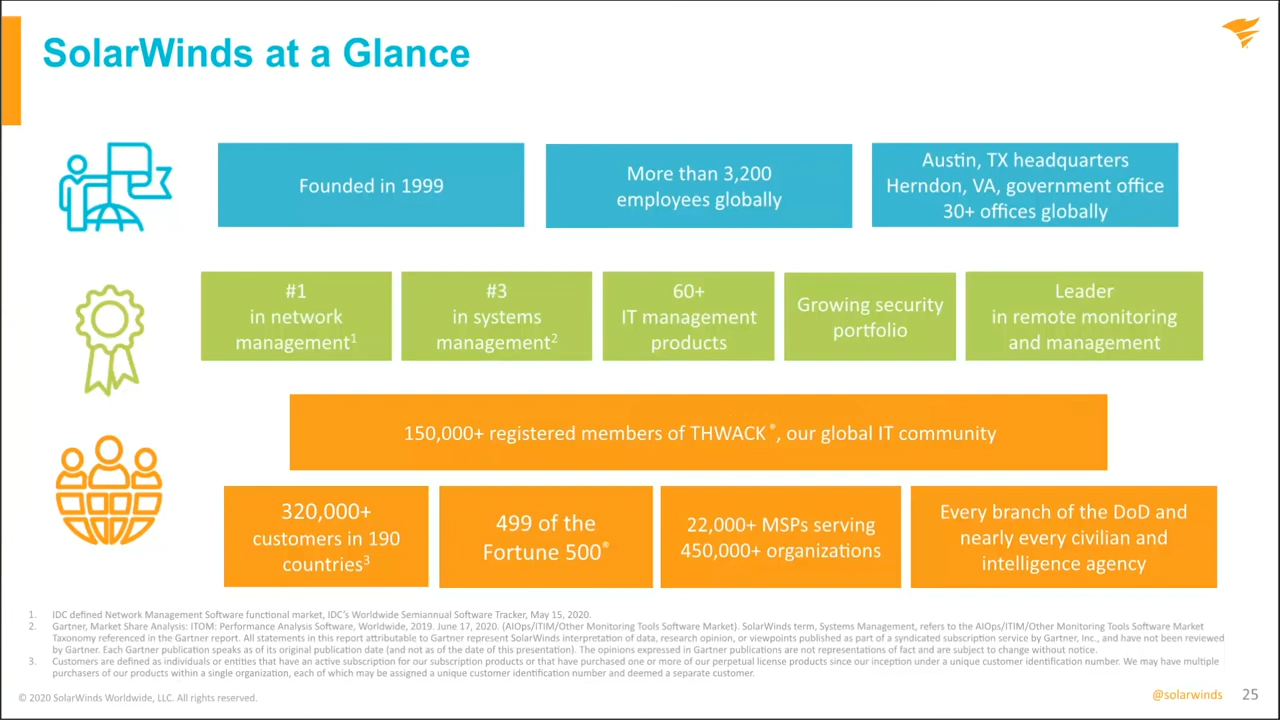 SolarWinds at a Glance
Founded in 1999
More than 3,200
employees globally
Austin, TX headquarters
Herndon, VA, government office
30+ offices globally
#1
in network
management¹
#3
in systems
management²
60+
IT management
products
Growing security
portfolio
Leader
in remote monitoring
and management
150,000+ registered members of THWACK®, our global IT community
320,000+
customers in 190
countries³
499 of the
Fortune 500®
22,000+ MSPs serving
450,000+ organizations
Every branch of the DoD and
nearly every civilian and
intelligence agency
1. IDC defined Network Management Software functional market, IDC's Worldwide Semiannual Software Tracker, May 15, 2020.
2. Gartner, Market Share Analysis: ITOM: Performance Analysis Software, Worldwide, 2019. June 17, 2020. (AIOps/ITIM/Other Monitoring Tools Software Market). SolarWinds term, Systems Management, refers to the AIOps/ITIM/Other Monitoring Tools Software Market
Taxonomy referenced in the Gartner report. All statements in this report attributable to Gartner represent SolarWinds interpretation of data, research opinion, or viewpoints published as part of a syndicated subscription service by Gartner, Inc., and have not been reviewed
by Gartner. Each Gartner publication speaks as of its original publication date (and not as of the date of this presentation). The opinions expressed in Gartner publications are not representations of fact and are subject to change without notice.
3. Customers are defined as individuals or entities that have an active subscription for our subscription products or that have purchased one or more of our perpetual license products since our inception under a unique customer identification number. We may have multiple
purchasers of our products within a single organization, each of which may be assigned a unique customer identification number and deemed a separate customer.
© 2020 SolarWinds Worldwide, LLC. All rights reserved.
@solarwinds 25